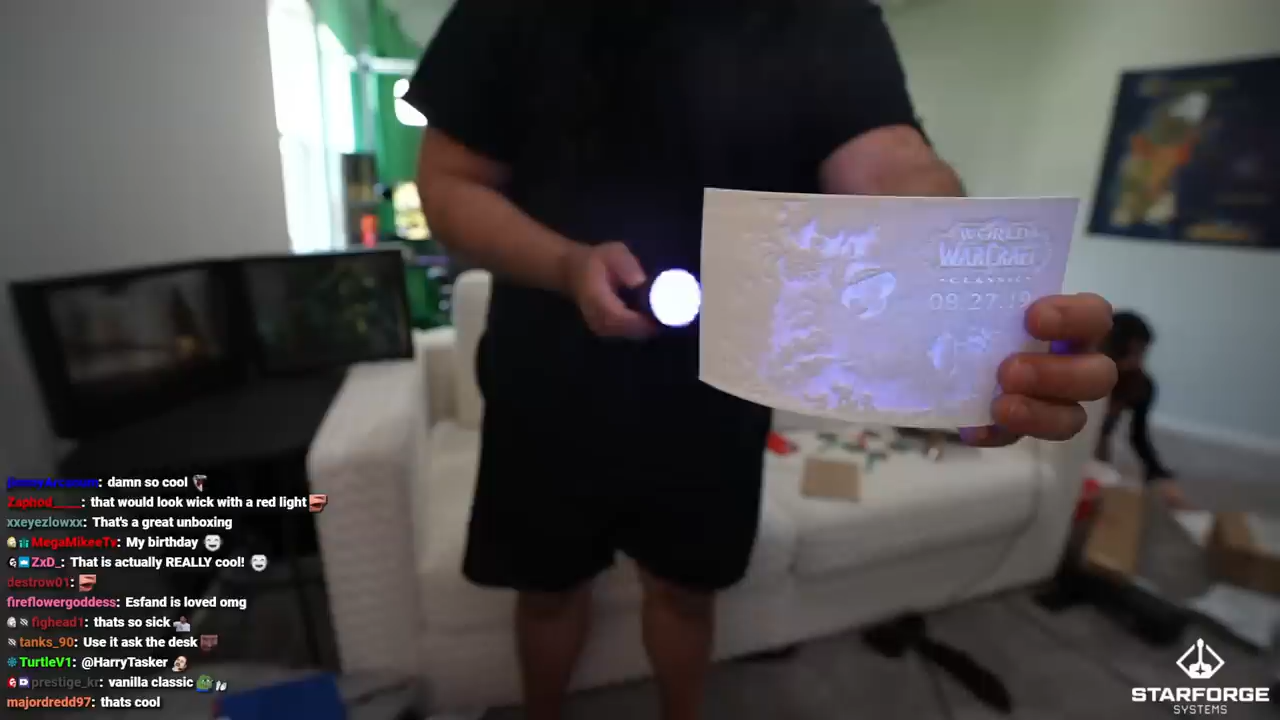 WORLD
WARCRAFT
CLASSIC
08.27.19
jimmyArcanum: damn so cool
Zaphod____: that would look wick with a red light
xxeyezlowxx: That's a great unboxing
MegaMikeeTv: My birthday
ZxD_: That is actually REALLY cool!
destrow01:
fireflowergoddess: Esfand is loved omg
fighead1: thats so sick
tanks_90: Use it ask the desk
TurtleV1: @HarryTasker
prestige_kr: vanilla classic
majordredd97: thats cool
STARFORGE
SYSTEMS